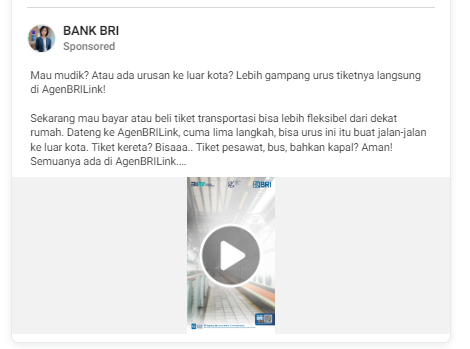 BANK BRI
Sponsored
Mau mudik? Atau ada urusan ke luar kota? Lebih gampang urus tiketnya langsung
di AgenBRILink!
Sekarang mau bayar atau beli tiket transportasi bisa lebih fleksibel dari dekat
rumah. Dateng ke AgenBRILink, cuma lima langkah, bisa urus ini itu buat jalan-jalan
ke luar kota. Tiket kereta? Bisaaa.. Tiket pesawat, bus, bahkan kapal? Aman!
Semuanya ada di AgenBRILink....
BRI